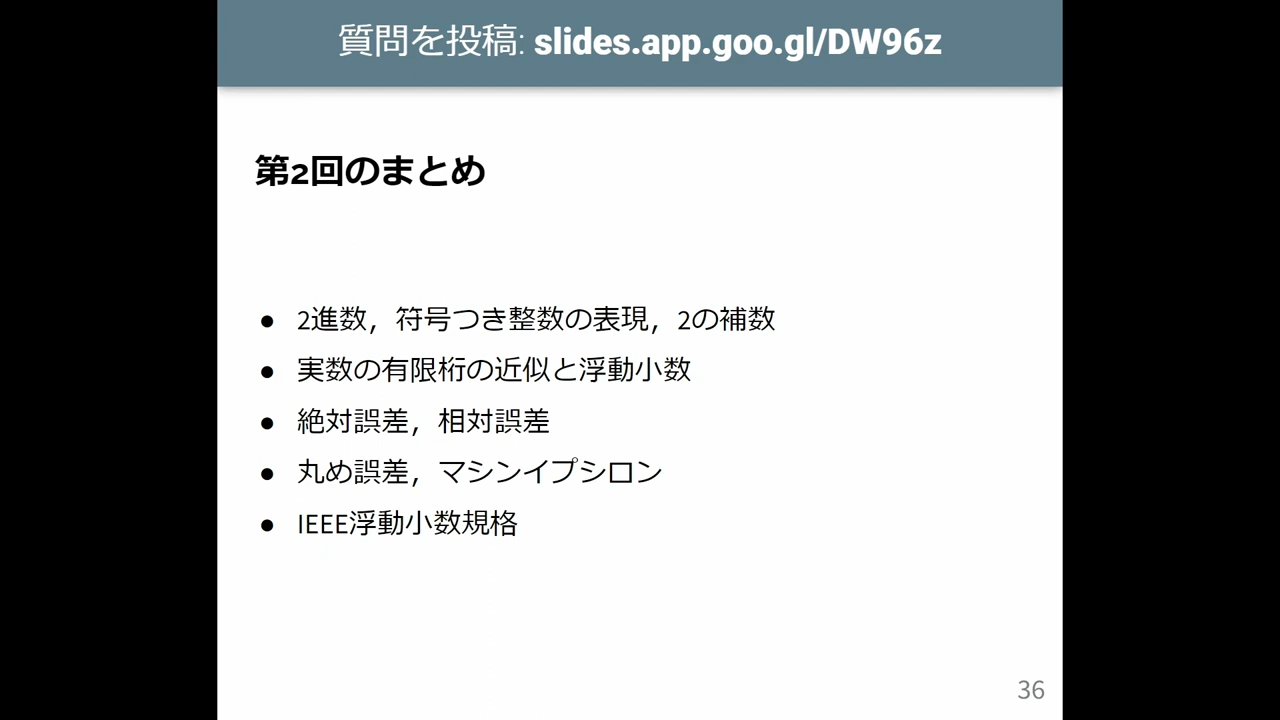 質問を投稿: slides.app.goo.gl/DW96z
第2回のまとめ
● 2進数，符号つき整数の表現，2の補数
● 実数の有限桁の近似と浮動小数
● 絶対誤差，相対誤差
● 丸め誤差，マシンイプシロン
● IEEE浮動小数規格
36